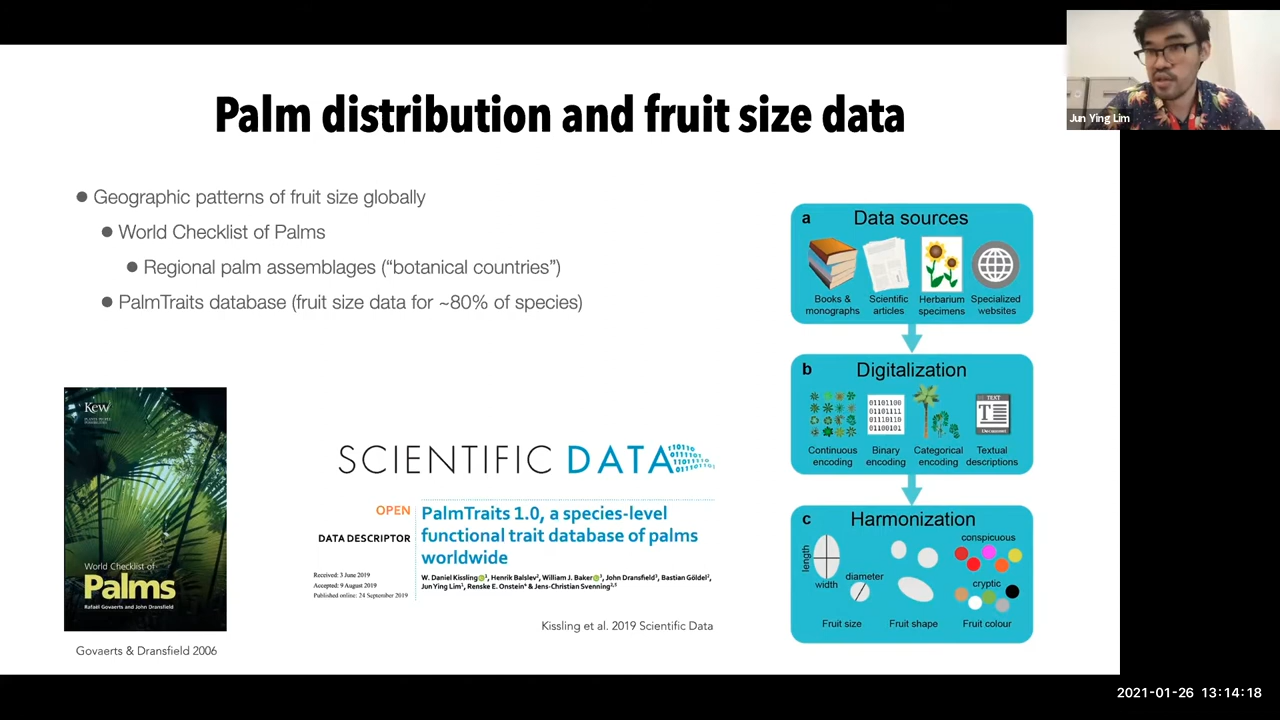 Palm distribution and fruit size data
Jun Ying Lim
● Geographic patterns of fruit size globally
● World Checklist of Palms
● Regional palm assemblages (“botanical countries”)
● PalmTraits database (fruit size data for ~80% of species)
Kew
World Checklist of
Palms
Rafaël Govaerts and John Dransfield
Govaerts & Dransfield 2006
SCIENTIFIC DATA
OPEN
DATA DESCRIPTOR
Received: 3 June 2019
Accepted: 9 August 2019
Published online: 24 September 2019
PalmTraits 1.0, a species-level
functional trait database of palms
worldwide
W. Daniel Kissling, Henrik Balslev, William J. Baker, John Dransfield, Bastian Göldel,
Jun Ying Lim, Renske E. Onstein & Jens-Christian Svenning
Kissling et al. 2019 Scientific Data
a Data sources
Books &
monographs
Scientific
articles
Herbarium
specimens
Specialized
websites
b Digitalization
01101100
01101111
01101110
01100101
TEXT
T
Continuous
encoding
Binary
encoding
Categorical
encoding
Textual
descriptions
c Harmonization
length
width
diameter
conspicuous
cryptic
Fruit size
Fruit shape
Fruit colour
2021-01-26 13:14:18